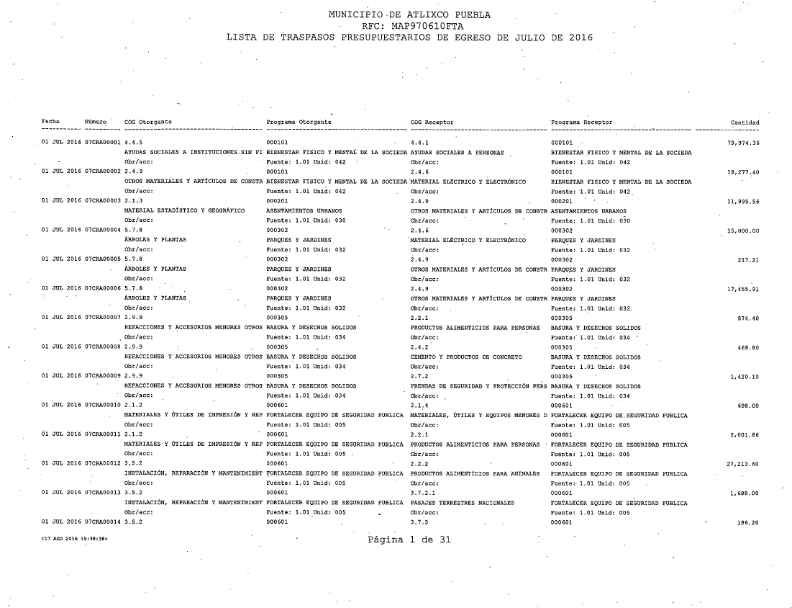 MUNICIPIO DE ATLIXCO PUEBLA
RFC: MAP970610FTA
LISTA DE TRASPASOS PRESUPUESTARIOS DE EGRESO DE JULIO DE 2016
Fecha Número COG Otorgante Programa Otorgante COG Receptor Programa Receptor Cantidad
01 JUL 2016 07CRA00001 4.4.5 000101 4.4.1 000101 79,974.36
AYUDAS SOCIALES A INSTITUCIONES SIN FI BIENESTAR FISICO Y MENTAL DE LA SOCIEDA AYUDAS SOCIALES A PERSONAS BIENESTAR FISICO Y MENTAL DE LA SOCIEDA
Obr/acc: Fuente: 1.01 Unid: 042 Obr/acc: Fuente: 1.01 Unid: 042
01 JUL 2016 07CRA00002 2.4.9 000101 2.4.6 000101 19,277.40
OTROS MATERIALES Y ARTÍCULOS DE CONSTR BIENESTAR FISICO Y MENTAL DE LA SOCIEDA MATERIAL ELÉCTRICO Y ELECTRÓNICO BIENESTAR FISICO Y MENTAL DE LA SOCIEDA
Obr/acc: Fuente: 1.01 Unid: 042 Obr/acc: Fuente: 1.01 Unid: 042
01 JUL 2016 07CRA00003 2.1.3 000201 2.4.9 000201 11,995.56
MATERIAL ESTADÍSTICO Y GEOGRÁFICO ASENTAMIENTOS URBANOS OTROS MATERIALES Y ARTÍCULOS DE CONSTR ASENTAMIENTOS URBANOS
Obr/acc: Fuente: 1.01 Unid: 030 Obr/acc: Fuente: 1.01 Unid: 030
01 JUL 2016 07CRA00004 5.7.8 000302 2.4.6 000302 15,000.00
ÁRBOLES Y PLANTAS PARQUES Y JARDINES MATERIAL ELÉCTRICO Y ELECTRÓNICO PARQUES Y JARDINES
Obr/acc: Fuente: 1.01 Unid: 032 Obr/acc: Fuente: 1.01 Unid: 032
01 JUL 2016 07CRA00005 5.7.8 000302 2.4.9 000302 217.21
ÁRBOLES Y PLANTAS PARQUES Y JARDINES OTROS MATERIALES Y ARTÍCULOS DE CONSTR PARQUES Y JARDINES
Obr/acc: Fuente: 1.01 Unid: 032 Obr/acc: Fuente: 1.01 Unid: 032
01 JUL 2016 07CRA00006 5.7.8 000302 2.4.9 000302 17,455.91
ÁRBOLES Y PLANTAS PARQUES Y JARDINES OTROS MATERIALES Y ARTÍCULOS DE CONSTR PARQUES Y JARDINES
Obr/acc: Fuente: 1.01 Unid: 032 Obr/acc: Fuente: 1.01 Unid: 032
01 JUL 2016 07CRA00007 2.9.9 000305 2.2.1 000305 874.40
REFACCIONES Y ACCESORIOS MENORES OTROS BASURA Y DESECHOS SOLIDOS PRODUCTOS ALIMENTICIOS PARA PERSONAS BASURA Y DESECHOS SOLIDOS
Obr/acc: Fuente: 1.01 Unid: 034 Obr/acc: Fuente: 1.01 Unid: 034
01 JUL 2016 07CRA00008 2.9.9 000305 2.4.2 000305 469.80
REFACCIONES Y ACCESORIOS MENORES OTROS BASURA Y DESECHOS SOLIDOS CEMENTO Y PRODUCTOS DE CONCRETO BASURA Y DESECHOS SOLIDOS
Obr/acc: Fuente: 1.01 Unid: 034 Obr/acc: Fuente: 1.01 Unid: 034
01 JUL 2016 07CRA00009 2.9.9 000305 2.7.2 000305 1,420.10
REFACCIONES Y ACCESORIOS MENORES OTROS BASURA Y DESECHOS SOLIDOS PRENDAS DE SEGURIDAD Y PROTECCIÓN PERS BASURA Y DESECHOS SOLIDOS
Obr/acc: Fuente: 1.01 Unid: 034 Obr/acc: Fuente: 1.01 Unid: 034
01 JUL 2016 07CRA00010 2.1.2 000601 2.1.4 000601 698.00
MATERIALES Y ÚTILES DE IMPRESIÓN Y REP FORTALECER EQUIPO DE SEGURIDAD PUBLICA MATERIALES, ÚTILES Y EQUIPOS MENORES D FORTALECER EQUIPO DE SEGURIDAD PUBLICA
Obr/acc: Fuente: 1.01 Unid: 005 Obr/acc: Fuente: 1.01 Unid: 005
01 JUL 2016 07CRA00011 2.1.2 000601 2.2.1 000601 2,001.86
MATERIALES Y ÚTILES DE IMPRESIÓN Y REP FORTALECER EQUIPO DE SEGURIDAD PUBLICA PRODUCTOS ALIMENTICIOS PARA PERSONAS FORTALECER EQUIPO DE SEGURIDAD PUBLICA
Obr/acc: Fuente: 1.01 Unid: 005 Obr/acc: Fuente: 1.01 Unid: 005
01 JUL 2016 07CRA00012 3.5.2 000601 2.2.2 000601 27,213.60
INSTALACIÓN, REPARACIÓN Y MANTENIMIENT FORTALECER EQUIPO DE SEGURIDAD PUBLICA PRODUCTOS ALIMENTICIOS PARA ANIMALES FORTALECER EQUIPO DE SEGURIDAD PUBLICA
Obr/acc: Fuente: 1.01 Unid: 005 Obr/acc: Fuente: 1.01 Unid: 005
01 JUL 2016 07CRA00013 3.5.2 000601 3.7.2.1 000601 1,688.00
INSTALACIÓN, REPARACIÓN Y MANTENIMIENT FORTALECER EQUIPO DE SEGURIDAD PUBLICA PASAJES TERRESTRES NACIONALES FORTALECER EQUIPO DE SEGURIDAD PUBLICA
Obr/acc: Fuente: 1.01 Unid: 005 Obr/acc: Fuente: 1.01 Unid: 005
01 JUL 2016 07CRA00014 3.5.2 000601 3.7.5 000601 196.20
<17 AGO 2016 15:38:38> Página 1 de 31